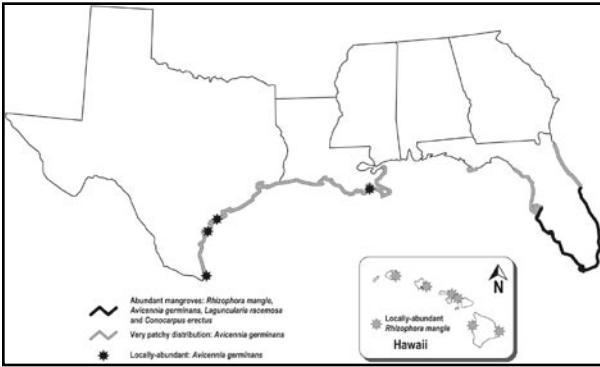 Abundant mangroves: Rhizophora mangle,
Avicennia germinans, Laguncularia racemosa
and Conocarpus erectus
Very patchy distribution: Avicennia germinans
Locally-abundant: Avicennia germinans
N
Locally-abundant
Rhizophora mangle
Hawaii